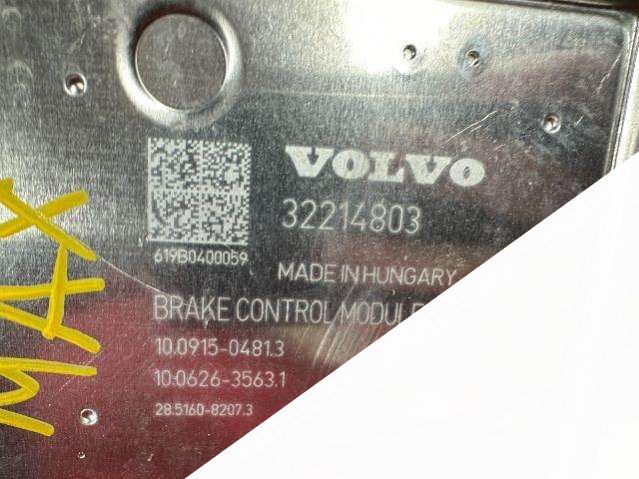 VOLVO
32214803
619B0400059
MADE IN HUNGARY
BRAKE CONTROL MODULE
10.0915-0481.3
10.0626-3563.1
28.5160-8207.3
MAX